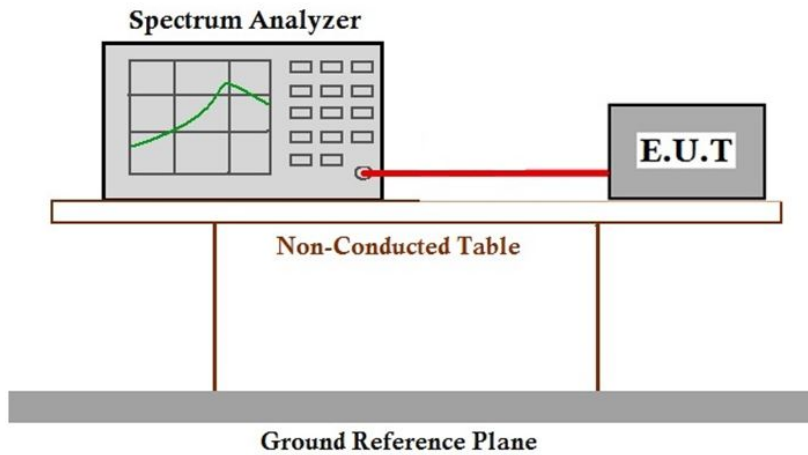 Spectrum Analyzer
E.U.T
Non-Conducted Table
Ground Reference Plane